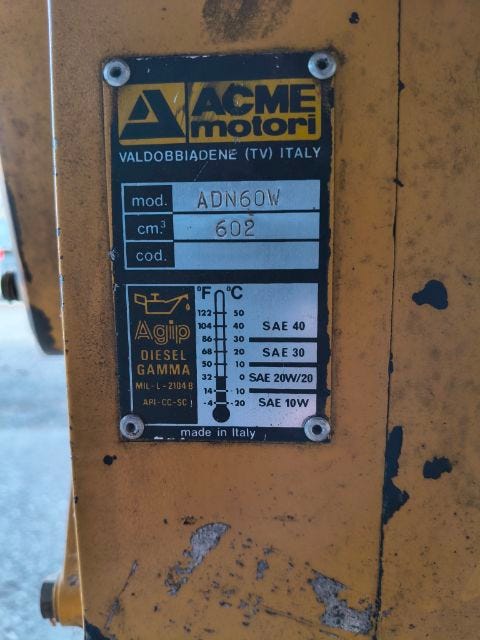 ACME
motori
VALDOBBIADENE (TV) ITALY
mod. ADN60W
cm.³ 602
cod.
°F °C
122 50
104 40 SAE 40
86 30
68 20 SAE 30
50 10
32 0 SAE 20W/20
14 10
-4 -20 SAE 10W
Agip
DIESEL
GAMMA
MIL-L-2104B
API-CC-SC
made in Italy